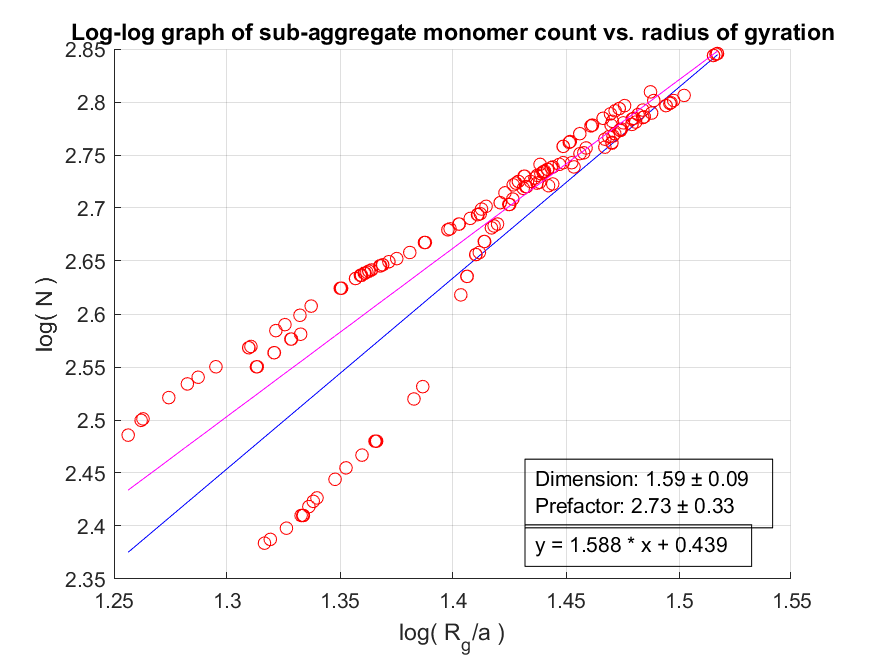 Log-log graph of sub-aggregate monomer count vs. radius of gyration
2.85
2.8
2.75
2.7
2.65
2.6
2.55
2.5
2.45
2.4
2.35
log( N )
Dimension: 1.59 ± 0.09
Prefactor: 2.73 ± 0.33
y = 1.588 * x + 0.439
1.25 1.3 1.35 1.4 1.45 1.5 1.55
log( R_g/a )